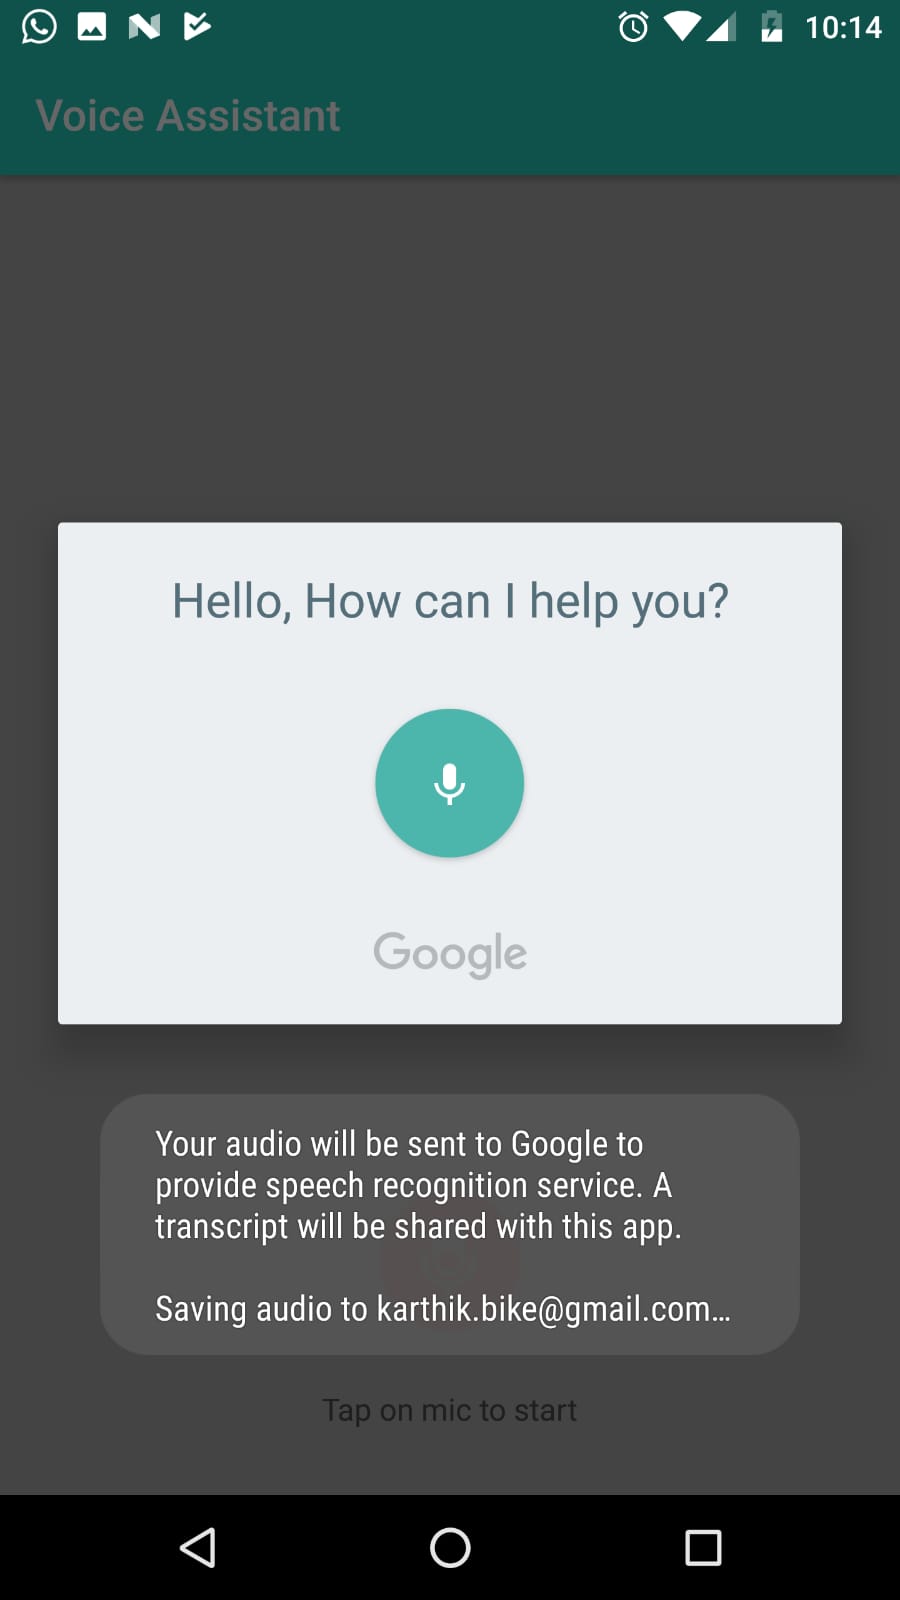 10:14
Voice Assistant
Hello, How can I help you?
Google
Your audio will be sent to Google to
provide speech recognition service. A
transcript will be shared with this app.
Saving audio to karthik.bike@gmail.com…
Tap on mic to start